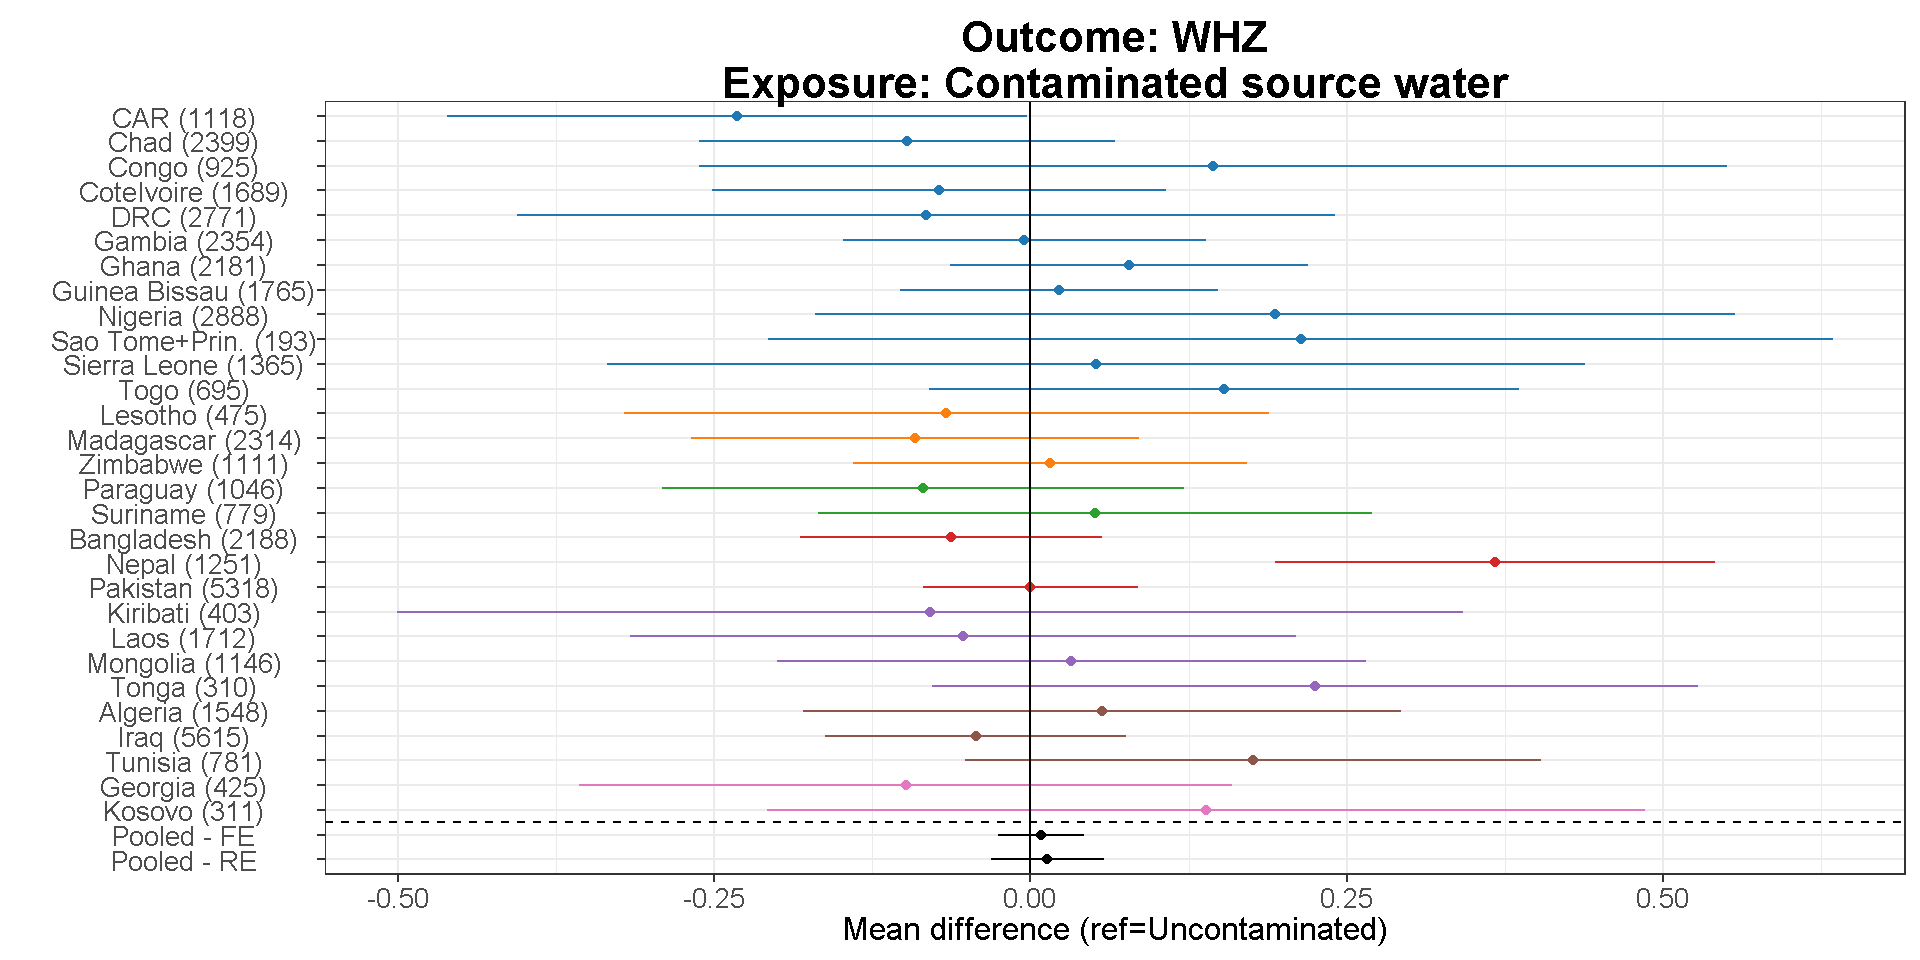 Outcome: WHZ
Exposure: Contaminated source water
CAR (1118)
Chad (2399)
Congo (925)
CoteIvoire (1689)
DRC (2771)
Gambia (2354)
Ghana (2181)
Guinea Bissau (1765)
Nigeria (2888)
Sao Tome+Prin. (193)
Sierra Leone (1365)
Togo (695)
Lesotho (475)
Madagascar (2314)
Zimbabwe (1111)
Paraguay (1046)
Suriname (779)
Bangladesh (2188)
Nepal (1251)
Pakistan (5318)
Kiribati (403)
Laos (1712)
Mongolia (1146)
Tonga (310)
Algeria (1548)
Iraq (5615)
Tunisia (781)
Georgia (425)
Kosovo (311)
Pooled - FE
Pooled - RE
-0.50 -0.25 0.00 0.25 0.50
Mean difference (ref=Uncontaminated)